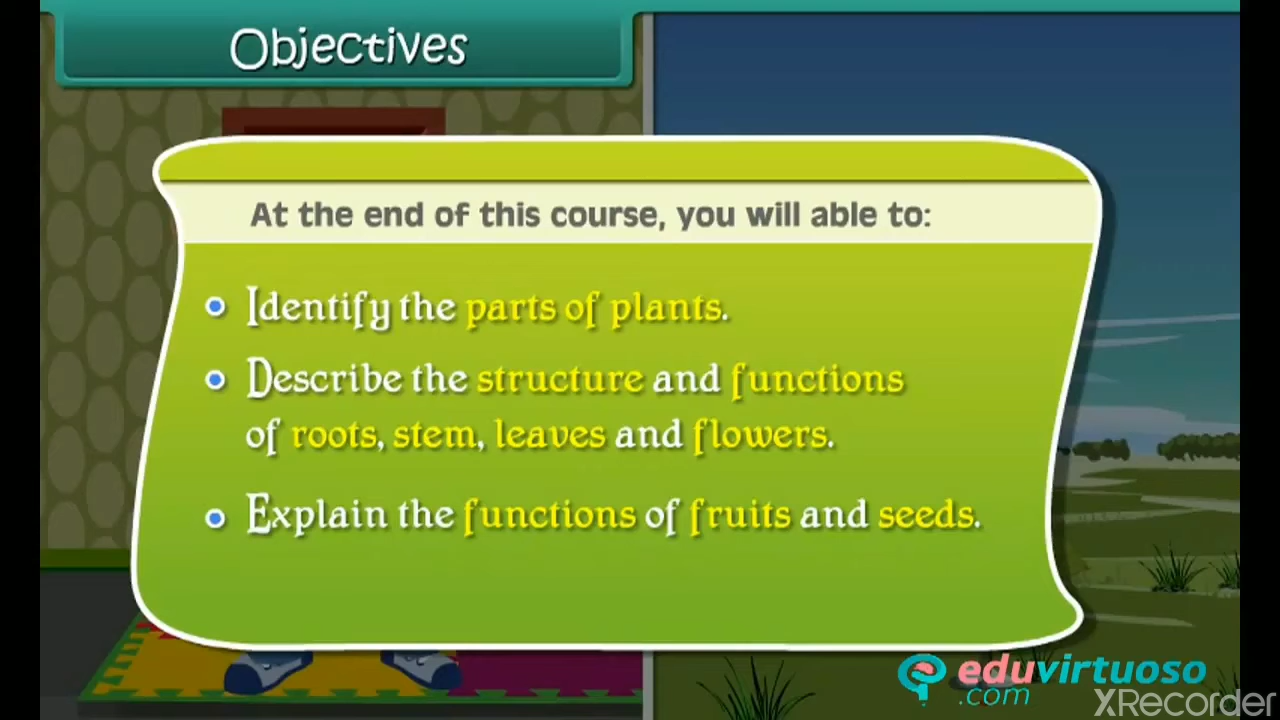 Objectives
At the end of this course, you will able to:
Identify the parts of plants.
Describe the structure and functions
of roots, stem, leaves and flowers.
Explain the functions of fruits and seeds.
eduvirtuoso
.com
XRecorder